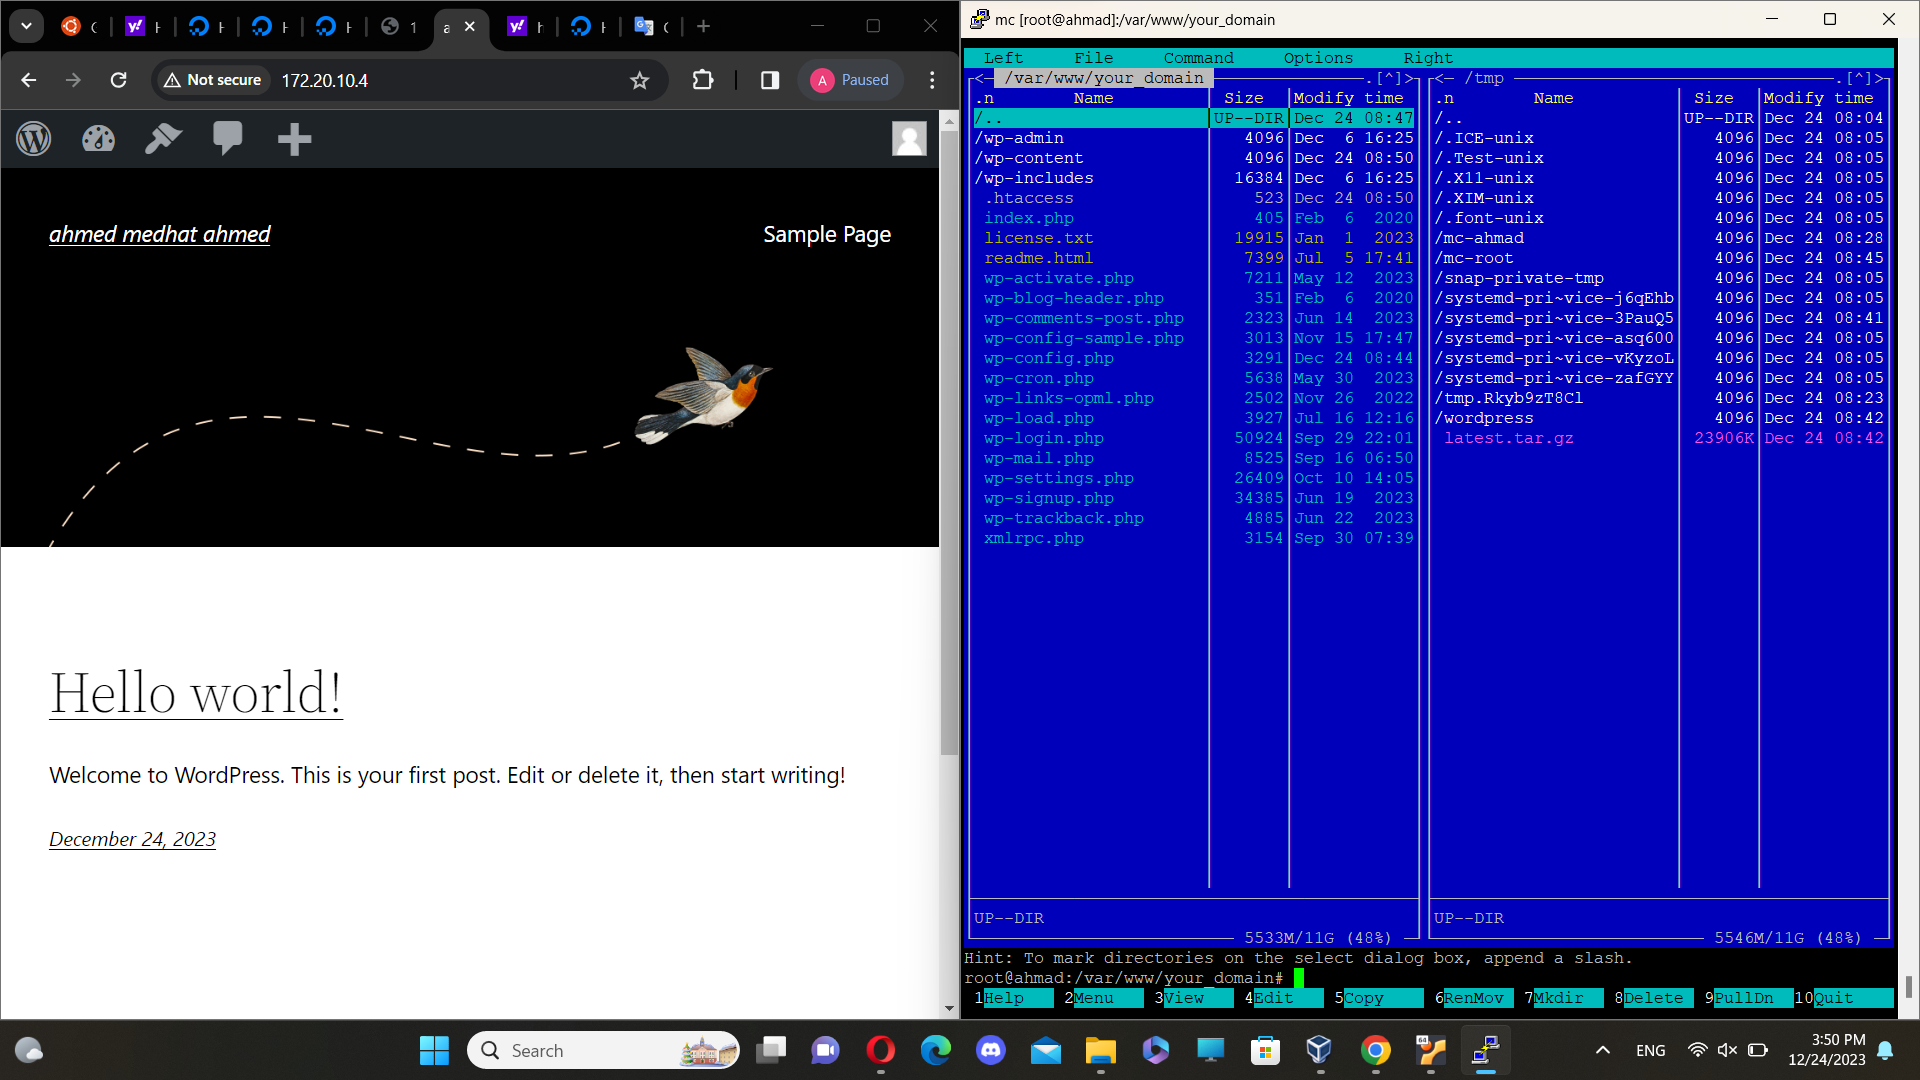 Not secure
172.20.10.4
A Paused
ahmed medhat ahmed
Sample Page
Hello world!
Welcome to WordPress. This is your first post. Edit or delete it, then start writing!
December 24, 2023
mc [root@ahmad]:/var/www/your_domain
Left File Command Options Right
<─ /var/www/your_domain .[^]>
.n Name Size Modify time
/.. UP--DIR Dec 24 08:47
/wp-admin 4096 Dec 6 16:25
/wp-content 4096 Dec 24 08:50
/wp-includes 16384 Dec 6 16:25
.htaccess 523 Dec 24 08:50
index.php 405 Feb 6 2020
license.txt 19915 Jan 1 2023
readme.html 7399 Jul 5 17:41
wp-activate.php 7211 May 12 2023
wp-blog-header.php 351 Feb 6 2020
wp-comments-post.php 2323 Jun 14 2023
wp-config-sample.php 3013 Nov 15 17:47
wp-config.php 3291 Dec 24 08:44
wp-cron.php 5638 May 30 2023
wp-links-opml.php 2502 Nov 26 2022
wp-load.php 3927 Jul 16 12:16
wp-login.php 50924 Sep 29 22:01
wp-mail.php 8525 Sep 16 06:50
wp-settings.php 26409 Oct 10 14:05
wp-signup.php 34385 Jun 19 2023
wp-trackback.php 4885 Jun 22 2023
xmlrpc.php 3154 Sep 30 07:39
UP--DIR
5533M/11G (48%)
<─ /tmp .[^]>
.n Name Size Modify time
/.. UP--DIR Dec 24 08:04
/.ICE-unix 4096 Dec 24 08:05
/.Test-unix 4096 Dec 24 08:05
/.X11-unix 4096 Dec 24 08:05
/.XIM-unix 4096 Dec 24 08:05
/.font-unix 4096 Dec 24 08:05
/mc-ahmad 4096 Dec 24 08:28
/mc-root 4096 Dec 24 08:45
/snap-private-tmp 4096 Dec 24 08:05
/systemd-pri~vice-j6qEhb 4096 Dec 24 08:05
/systemd-pri~vice-3PauQ5 4096 Dec 24 08:41
/systemd-pri~vice-asq600 4096 Dec 24 08:05
/systemd-pri~vice-vKyzoL 4096 Dec 24 08:05
/systemd-pri~vice-zafGYY 4096 Dec 24 08:05
/tmp.Rkyb9zT8Cl 4096 Dec 24 08:23
/wordpress 4096 Dec 24 08:42
latest.tar.gz 23906K Dec 24 08:42
UP--DIR
5546M/11G (48%)
Hint: To mark directories on the select dialog box, append a slash.
root@ahmad:/var/www/your_domain#
1Help 2Menu 3View 4Edit 5Copy 6RenMov 7Mkdir 8Delete 9PullDn 10Quit
Search
ENG
3:50 PM
12/24/2023